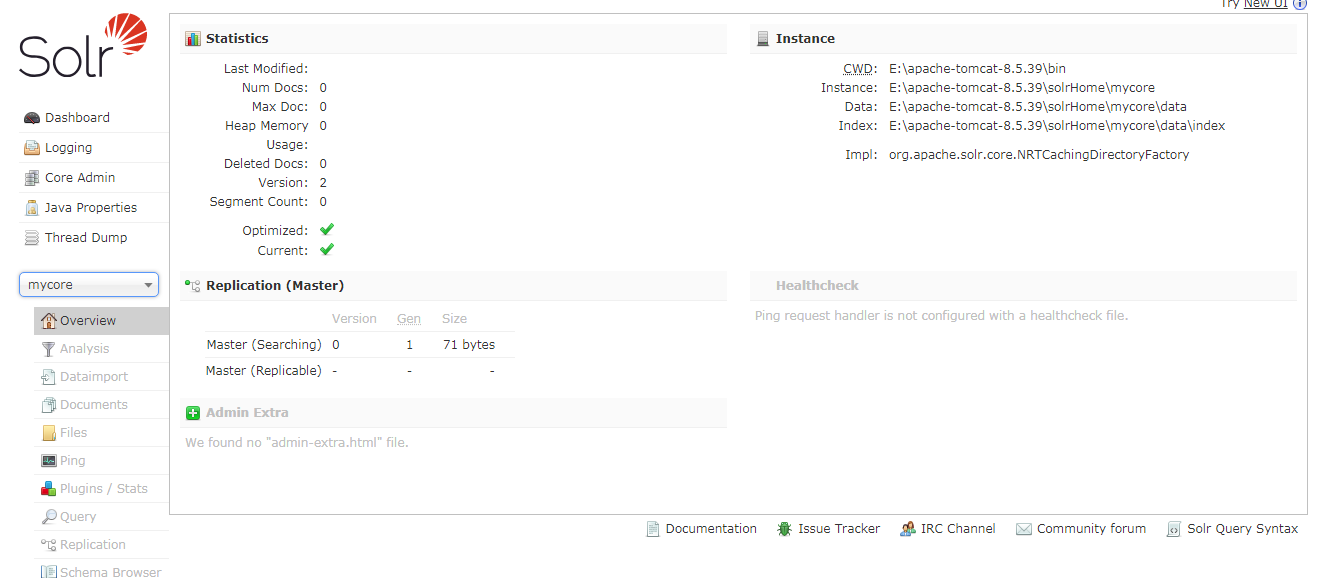 Try New UI i
Solr
Dashboard
Logging
Core Admin
Java Properties
Thread Dump
mycore
Overview
Analysis
Dataimport
Documents
Files
Ping
Plugins / Stats
Query
Replication
Schema Browser
Statistics
Last Modified:
Num Docs: 0
Max Doc: 0
Heap Memory 0
Usage:
Deleted Docs: 0
Version: 2
Segment Count: 0
Optimized:
Current:
Instance
CWD: E:\apache-tomcat-8.5.39\bin
Instance: E:\apache-tomcat-8.5.39\solrHome\mycore
Data: E:\apache-tomcat-8.5.39\solrHome\mycore\data
Index: E:\apache-tomcat-8.5.39\solrHome\mycore\data\index
Impl: org.apache.solr.core.NRTCachingDirectoryFactory
Replication (Master)
Version Gen Size
Master (Searching) 0 1 71 bytes
Master (Replicable) - - -
Healthcheck
Ping request handler is not configured with a healthcheck file.
Admin Extra
We found no "admin-extra.html" file.
Documentation Issue Tracker IRC Channel Community forum Solr Query Syntax